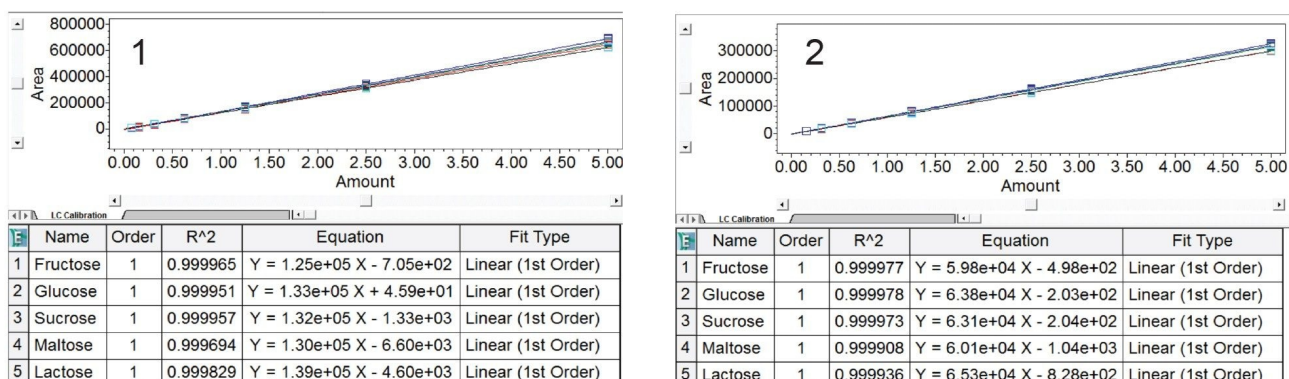 1
Area
800000
600000
400000
200000
0
0.00 0.50 1.00 1.50 2.00 2.50 3.00 3.50 4.00 4.50 5.00
Amount
LC Calibration
E Name Order R^2 Equation Fit Type
1 Fructose 1 0.999965 Y = 1.25e+05 X - 7.05e+02 Linear (1st Order)
2 Glucose 1 0.999951 Y = 1.33e+05 X + 4.59e+01 Linear (1st Order)
3 Sucrose 1 0.999957 Y = 1.32e+05 X - 1.33e+03 Linear (1st Order)
4 Maltose 1 0.999694 Y = 1.30e+05 X - 6.60e+03 Linear (1st Order)
5 Lactose 1 0.999829 Y = 1.39e+05 X - 4.60e+03 Linear (1st Order)
2
Area
300000
200000
100000
0
0.00 0.50 1.00 1.50 2.00 2.50 3.00 3.50 4.00 4.50 5.00
Amount
LC Calibration
E Name Order R^2 Equation Fit Type
1 Fructose 1 0.999977 Y = 5.98e+04 X - 4.98e+02 Linear (1st Order)
2 Glucose 1 0.999978 Y = 6.38e+04 X - 2.03e+02 Linear (1st Order)
3 Sucrose 1 0.999973 Y = 6.31e+04 X - 2.04e+02 Linear (1st Order)
4 Maltose 1 0.999908 Y = 6.01e+04 X - 1.04e+03 Linear (1st Order)
5 Lactose 1 0.999936 Y = 6.53e+04 X - 8.28e+02 Linear (1st Order)